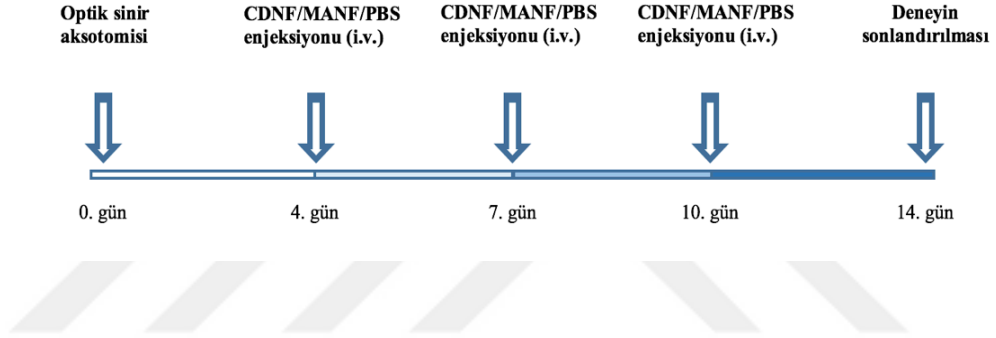 Optik sinir
aksotomisi
CDNF/MANF/PBS
enjeksiyonu (i.v.)
CDNF/MANF/PBS
enjeksiyonu (i.v.)
CDNF/MANF/PBS
enjeksiyonu (i.v.)
Deneyin
sonlandırılması
0. gün
4. gün
7. gün
10. gün
14. gün